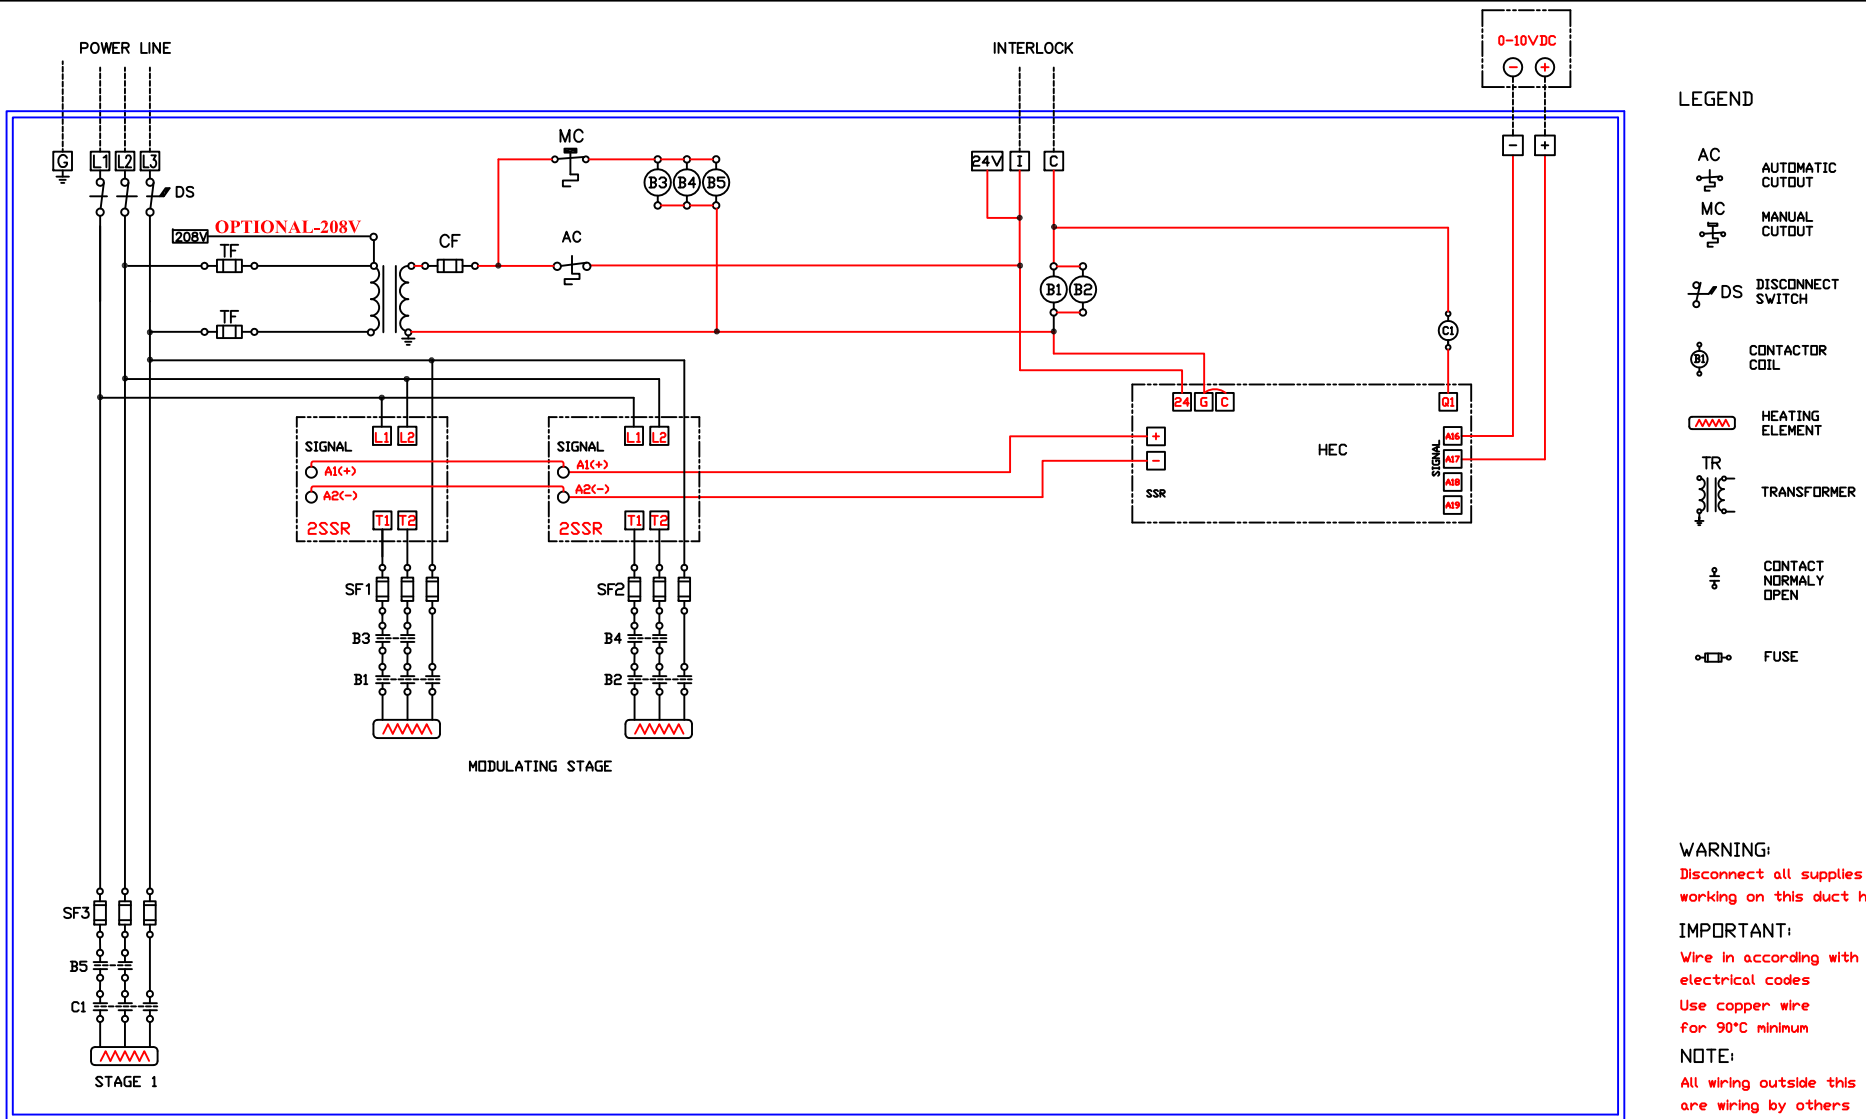 POWER LINE
INTERLOCK
0-10VDC
- +
LEGEND
G L1 L2 L3
DS
MC
B3 B4 B5
24V I C
- +
AC
AUTOMATIC
CUTOUT
MC
MANUAL
CUTOUT
208V
OPTIONAL-208V
TF
CF
AC
TF
B1 B2
C1
DS
DISCONNECT
SWITCH
B1
CONTACTOR
COIL
HEATING
ELEMENT
TR
TRANSFORMER
CONTACT
NORMALY
OPEN
FUSE
L1 L2
SIGNAL
A1(+)
A2(-)
T1 T2
2SSR
L1 L2
SIGNAL
A1(+)
A2(-)
T1 T2
2SSR
24 G C
Q1
+
-
SSR
HEC
SIGNAL
A16
A17
A18
A19
SF1
B3
B1
SF2
B4
B2
MODULATING STAGE
SF3
B5
C1
STAGE 1
WARNING:
Disconnect all supplies
working on this duct h
IMPORTANT:
Wire in according with
electrical codes
Use copper wire
for 90°C minimum
NOTE:
All wiring outside this
are wiring by others